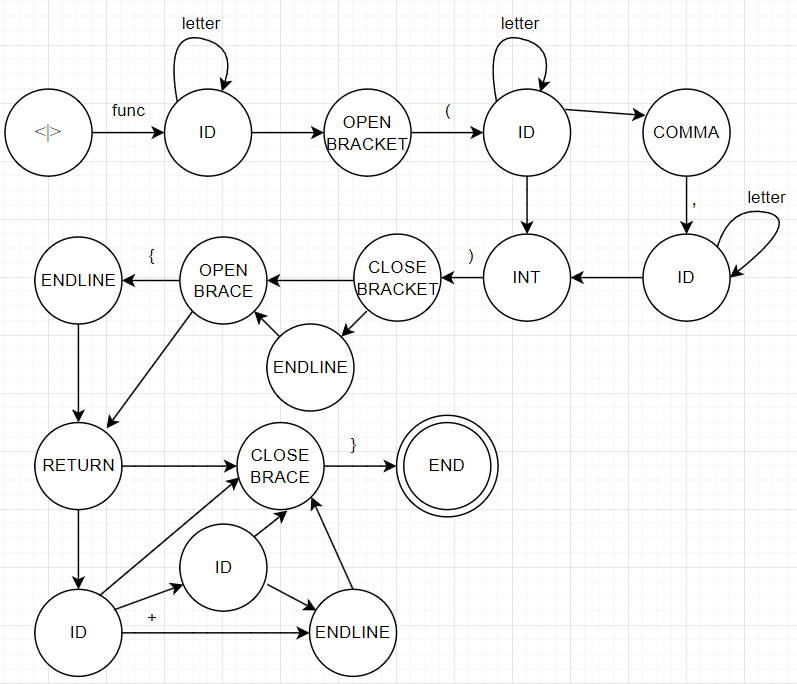 letter
letter
func
(
<|>
ID
OPEN
BRACKET
ID
COMMA
,
letter
{
)
ENDLINE
OPEN
BRACE
CLOSE
BRACKET
INT
ID
ENDLINE
RETURN
CLOSE
BRACE
}
END
ID
+
ID
ENDLINE